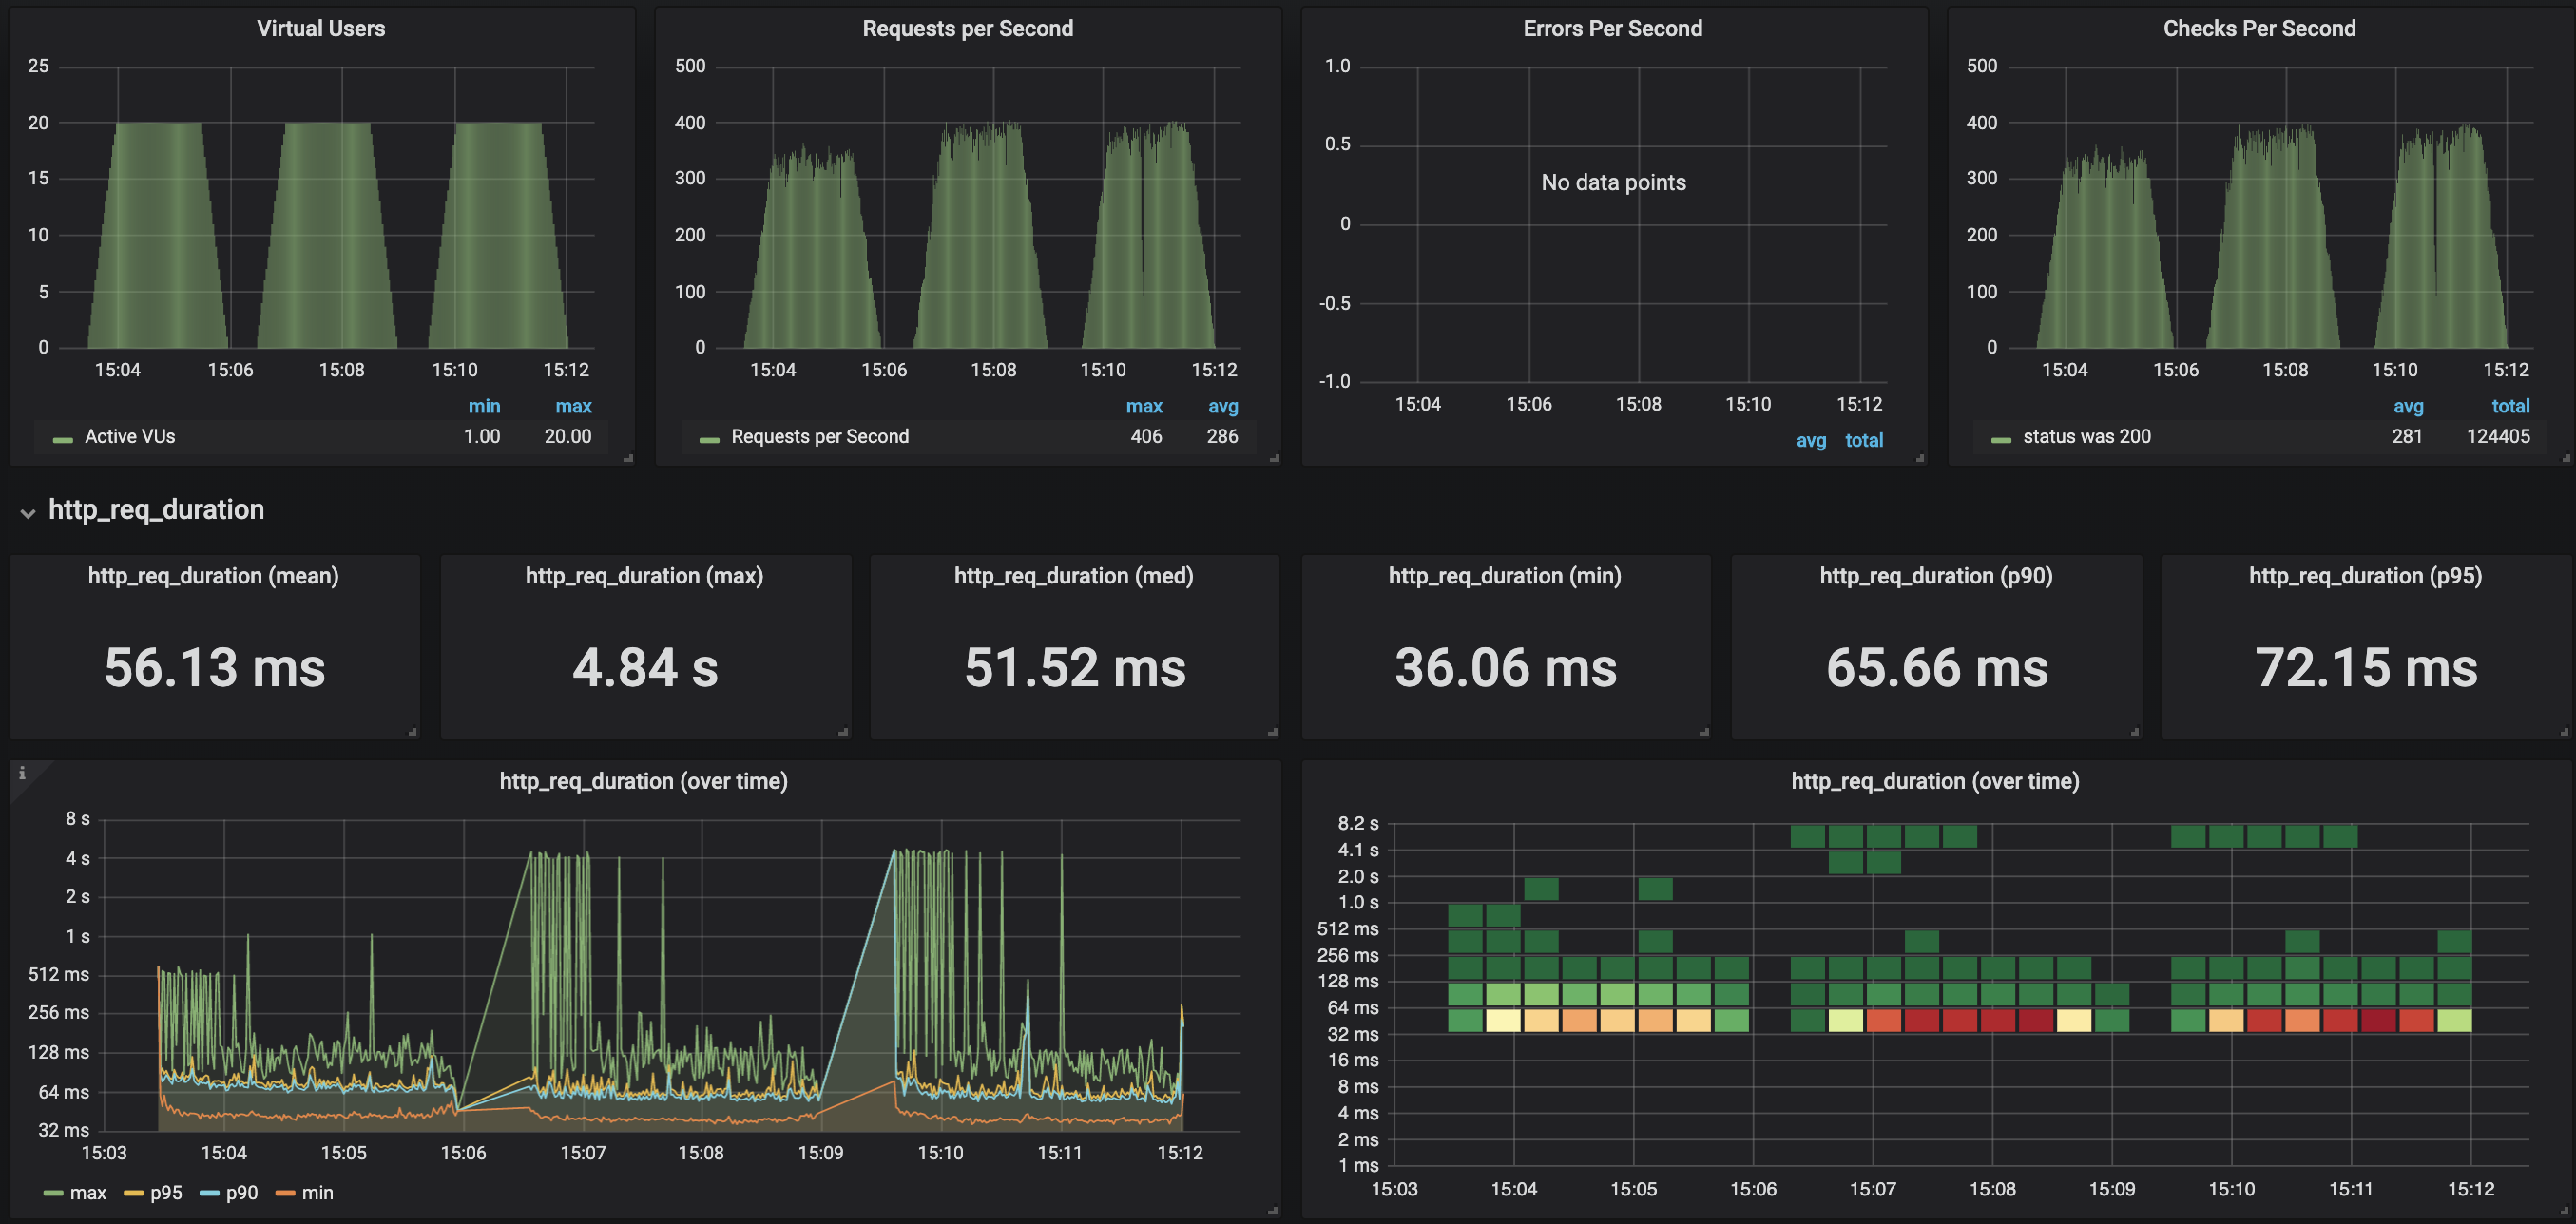 Virtual Users
25
20
15
10
5
0
15:04 15:06 15:08 15:10 15:12
min max
Active VUs 1.00 20.00
Requests per Second
500
400
300
200
100
0
15:04 15:06 15:08 15:10 15:12
max avg
Requests per Second 406 286
Errors Per Second
1.0
0.5
0
-0.5
-1.0
No data points
15:04 15:06 15:08 15:10 15:12
avg total
Checks Per Second
500
400
300
200
100
0
15:04 15:06 15:08 15:10 15:12
avg total
status was 200 281 124405
http_req_duration
http_req_duration (mean)
56.13 ms
http_req_duration (max)
4.84 s
http_req_duration (med)
51.52 ms
http_req_duration (min)
36.06 ms
http_req_duration (p90)
65.66 ms
http_req_duration (p95)
72.15 ms
i
http_req_duration (over time)
8 s
4 s
2 s
1 s
512 ms
256 ms
128 ms
64 ms
32 ms
15:03 15:04 15:05 15:06 15:07 15:08 15:09 15:10 15:11 15:12
max p95 p90 min
http_req_duration (over time)
8.2 s
4.1 s
2.0 s
1.0 s
512 ms
256 ms
128 ms
64 ms
32 ms
16 ms
8 ms
4 ms
2 ms
1 ms
15:03 15:04 15:05 15:06 15:07 15:08 15:09 15:10 15:11 15:12